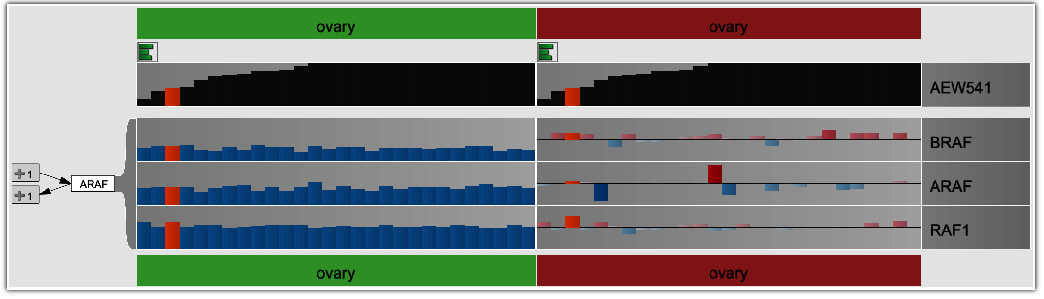 ovary ovary
AEW541
BRAF
+1
ARAF ARAF
+1
RAF1
ovary ovary